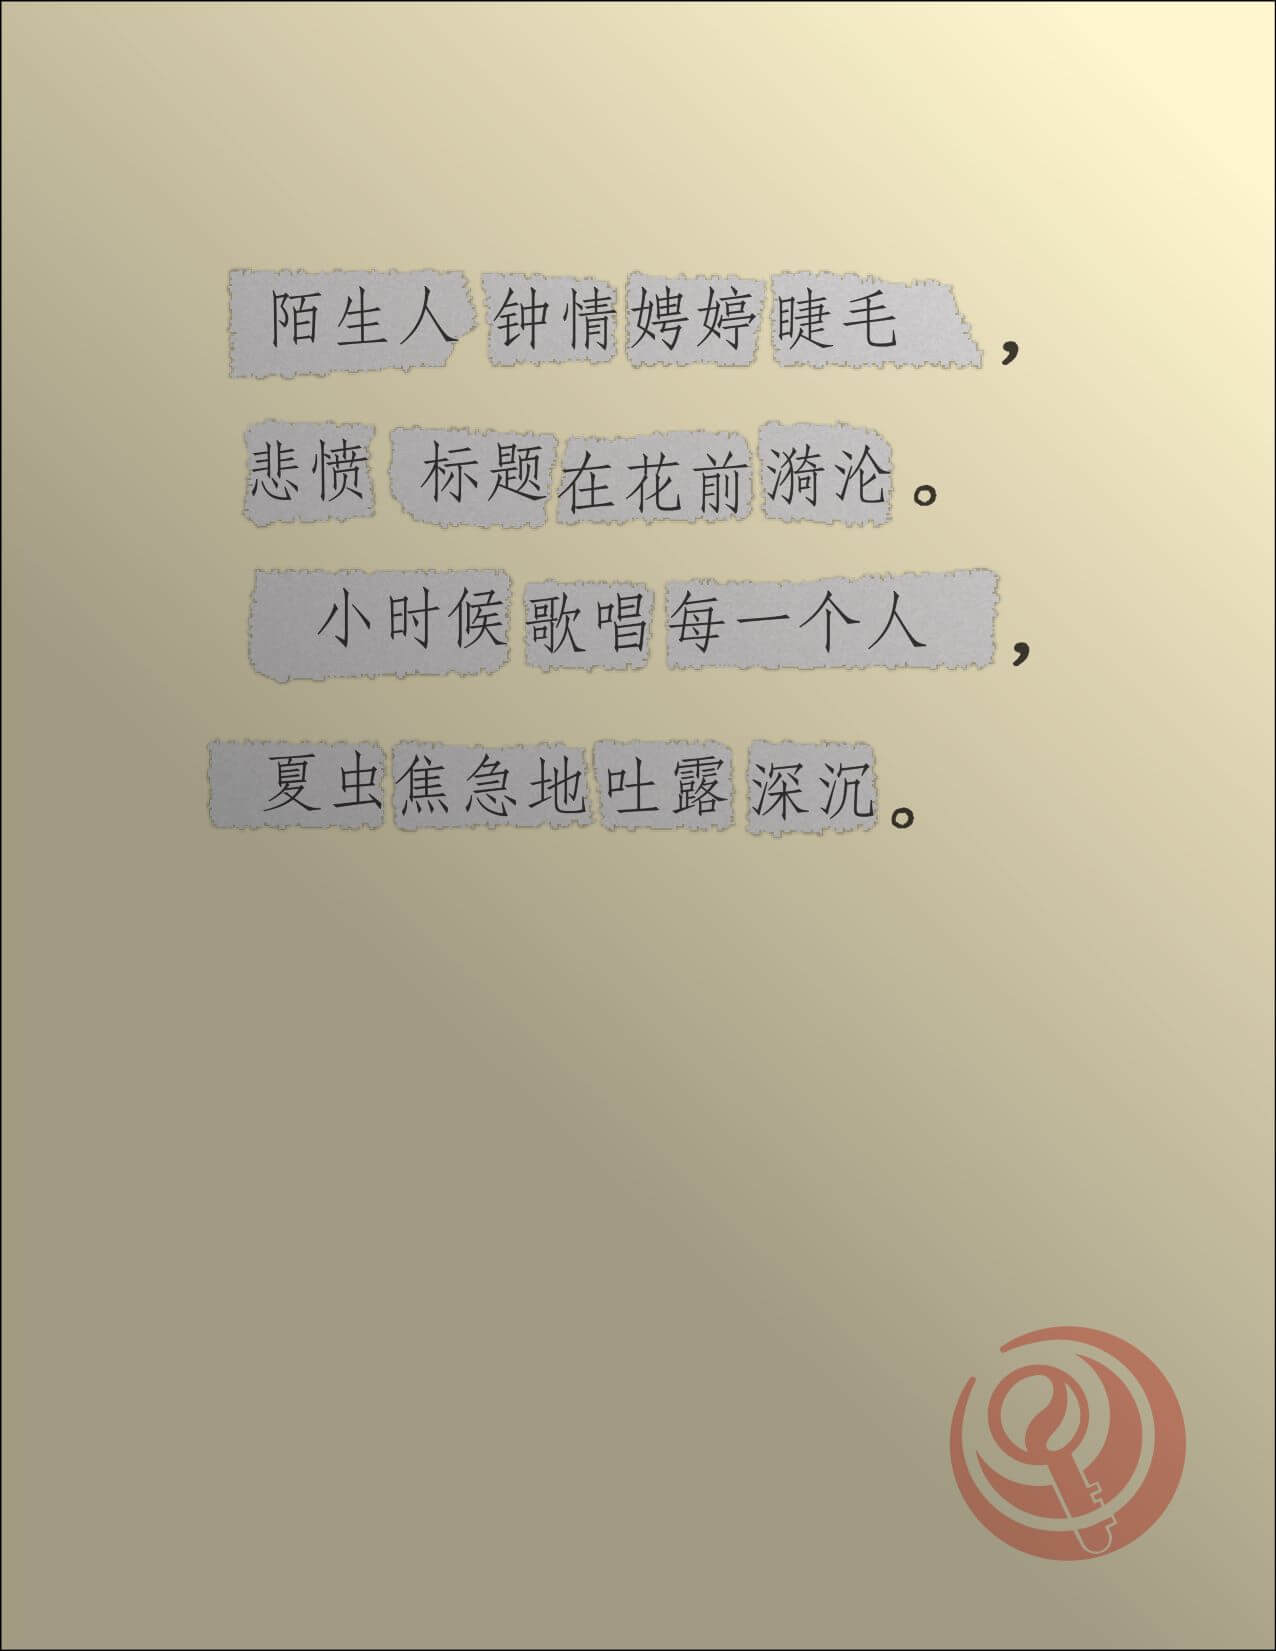 陌生人 钟情 娉婷 睫毛 ，
悲愤 标题 在花前 漪沦 。
小时候 歌唱 每一个人 ，
夏虫 焦急地 吐露 深沉 。